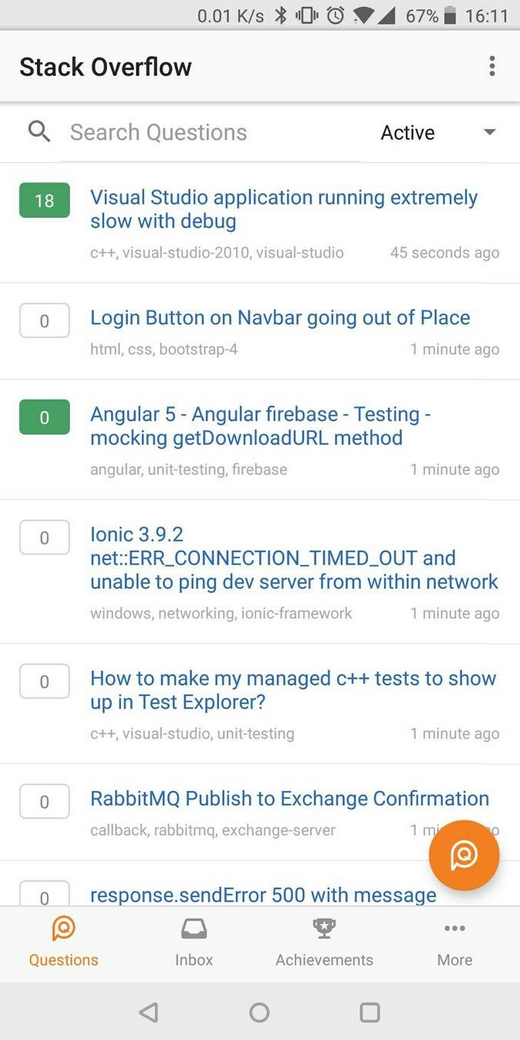 0.01 K/s 67% 16:11
Stack Overflow
Search Questions Active
18
Visual Studio application running extremely
slow with debug
c++, visual-studio-2010, visual-studio 45 seconds ago
0
Login Button on Navbar going out of Place
html, css, bootstrap-4 1 minute ago
0
Angular 5 - Angular firebase - Testing -
mocking getDownloadURL method
angular, unit-testing, firebase 1 minute ago
0
Ionic 3.9.2
net::ERR_CONNECTION_TIMED_OUT and
unable to ping dev server from within network
windows, networking, ionic-framework 1 minute ago
0
How to make my managed c++ tests to show
up in Test Explorer?
c++, visual-studio, unit-testing 1 minute ago
0
RabbitMQ Publish to Exchange Confirmation
callback, rabbitmq, exchange-server 1
0
response.sendError 500 with message
Questions Inbox Achievements More